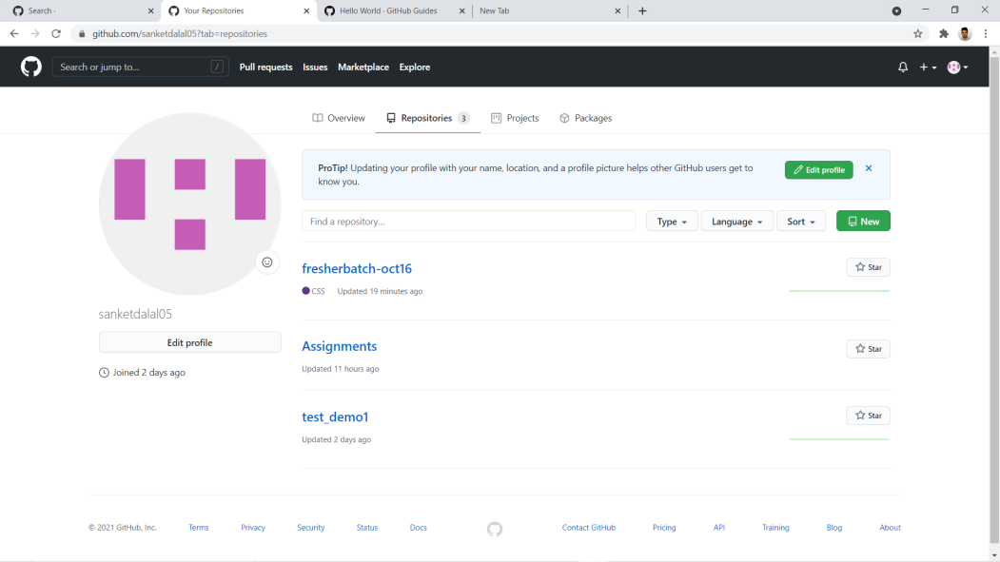 Search ·
Your Repositories
Hello World · GitHub Guides
New Tab
github.com/sanketdalal05?tab=repositories
Search or jump to... /
Pull requests Issues Marketplace Explore
Overview Repositories 3 Projects Packages
ProTip! Updating your profile with your name, location, and a profile picture helps other GitHub users get to
know you.
Edit profile
Find a repository...
Type Language Sort New
fresherbatch-oct16
Star
CSS Updated 19 minutes ago
sanketdalal05
Edit profile
Joined 2 days ago
Assignments
Star
Updated 11 hours ago
test_demo1
Star
Updated 2 days ago
© 2021 GitHub, Inc. Terms Privacy Security Status Docs Contact GitHub Pricing API Training Blog About